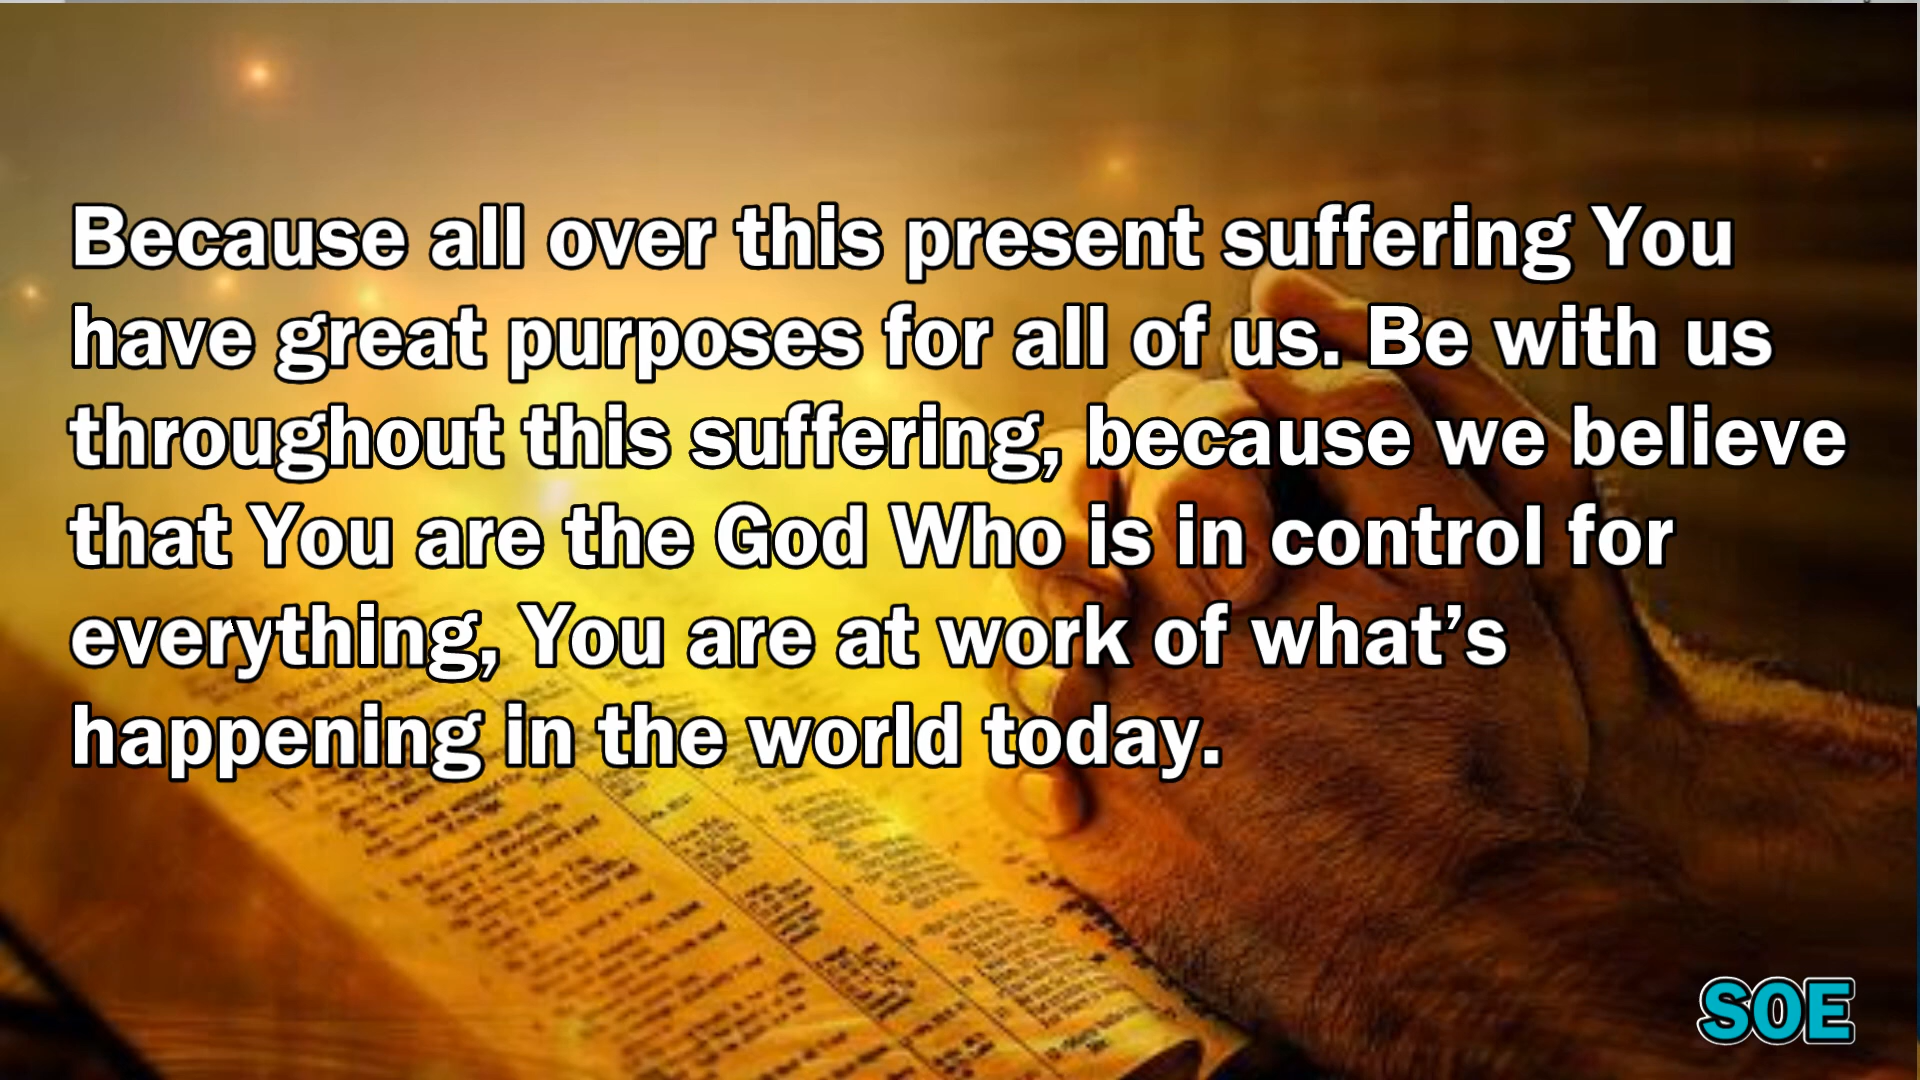 Because all over this present suffering You
have great purposes for all of us. Be with us
throughout this suffering, because we believe
that You are the God Who is in control for
everything, You are at work of what’s
happening in the world today.
SOE